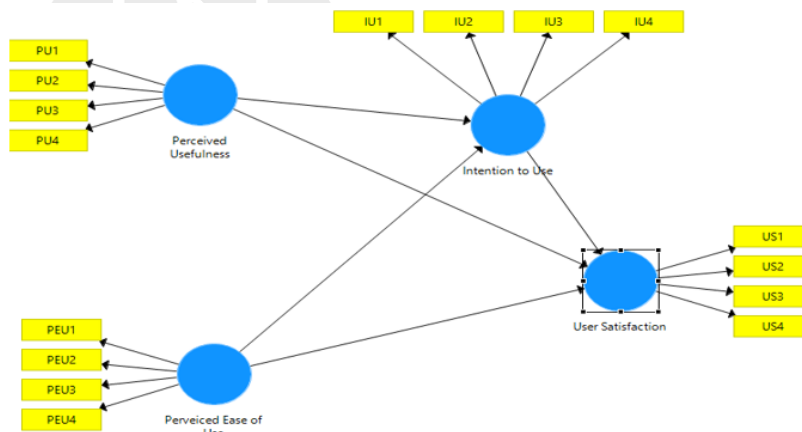 IU1
IU2
IU3
IU4
PU1
PU2
PU3
PU4
Perceived
Usefulness
Intention to Use
US1
US2
US3
US4
User Satisfaction
PEU1
PEU2
PEU3
PEU4
Perveiced Ease of